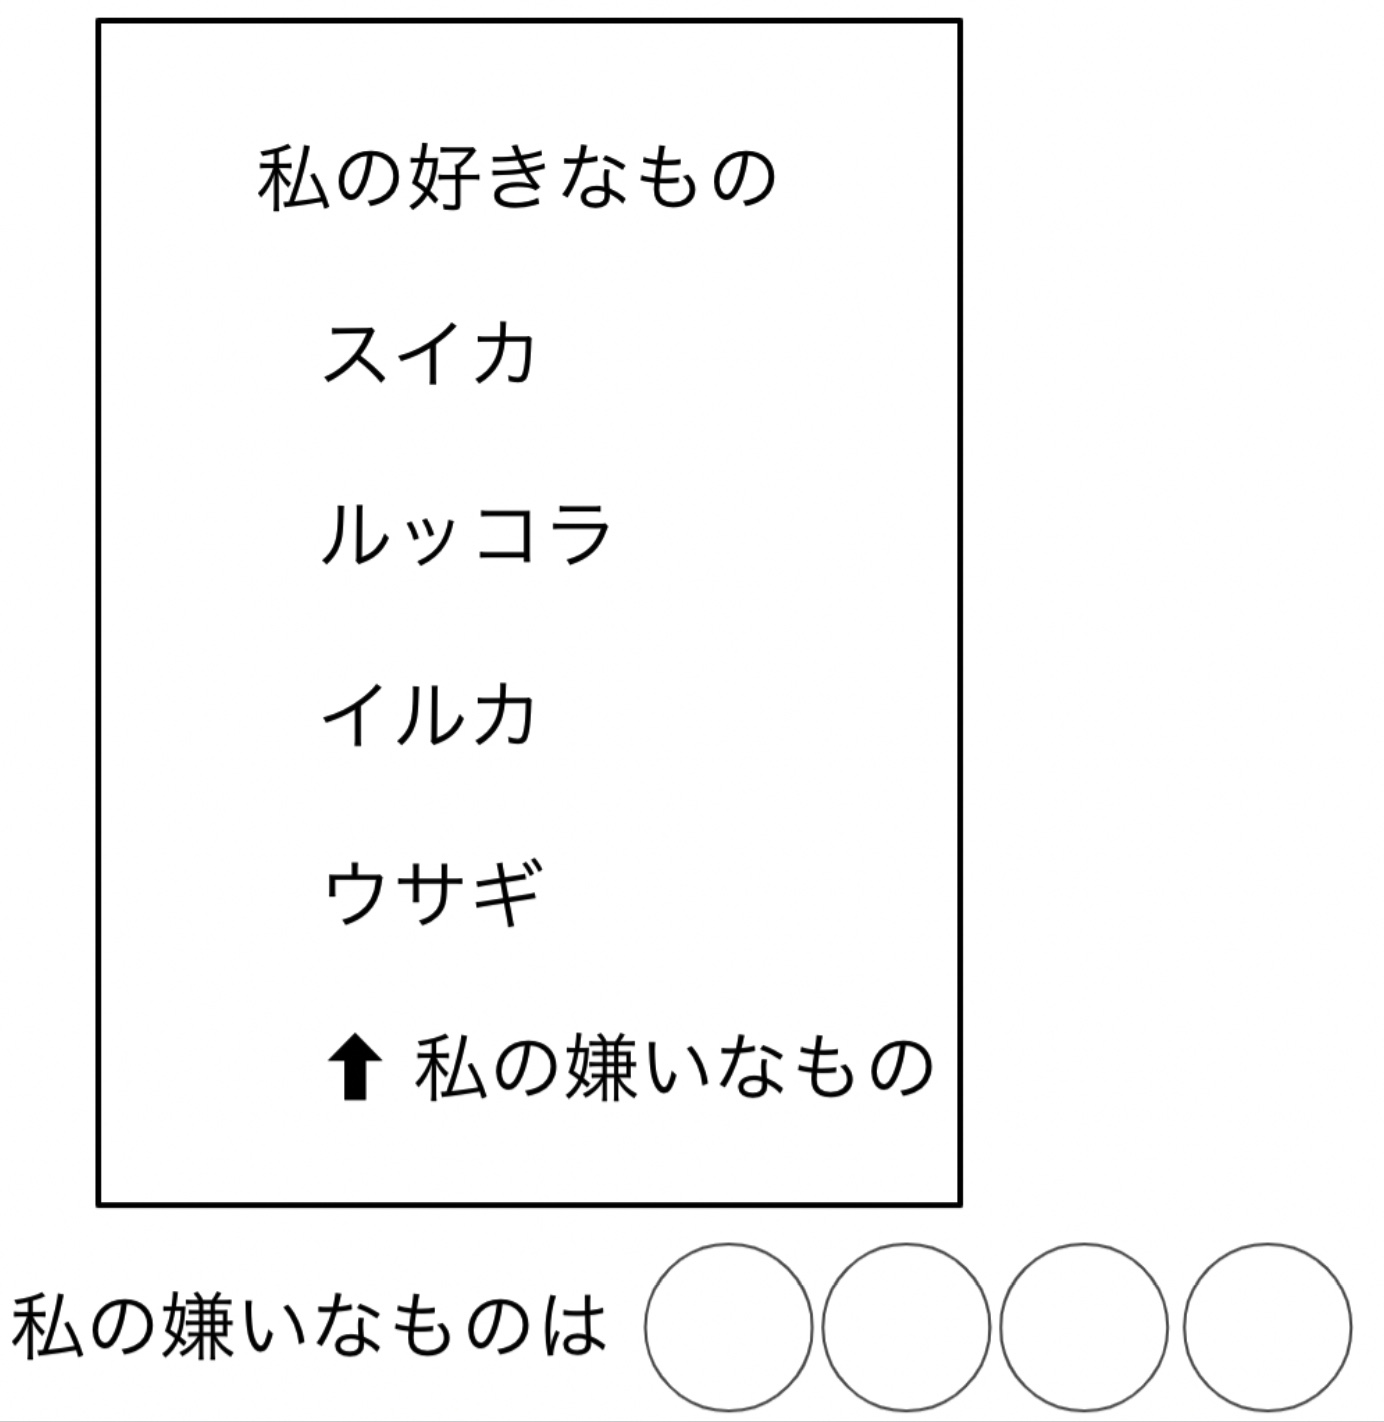 私の好きなもの
スイカ
ルッコラ
イルカ
ウサギ
⬆ 私の嫌いなもの
私の嫌いなものは